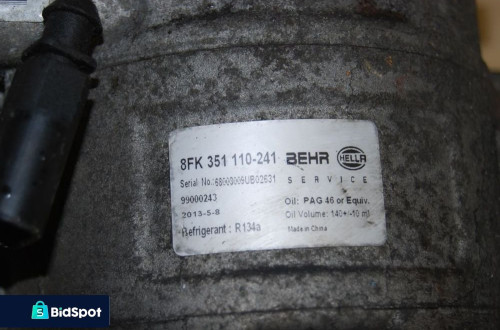 8FK 351 110-241 BEHR HELLA
SERVICE
Serial No.:68909009UB02631
99000243
2013-5-8
Oil: PAG 46 or Equiv.
Oil Volume: 140+-10 ml
Refrigerant : R134a
Made in China
BidSpot